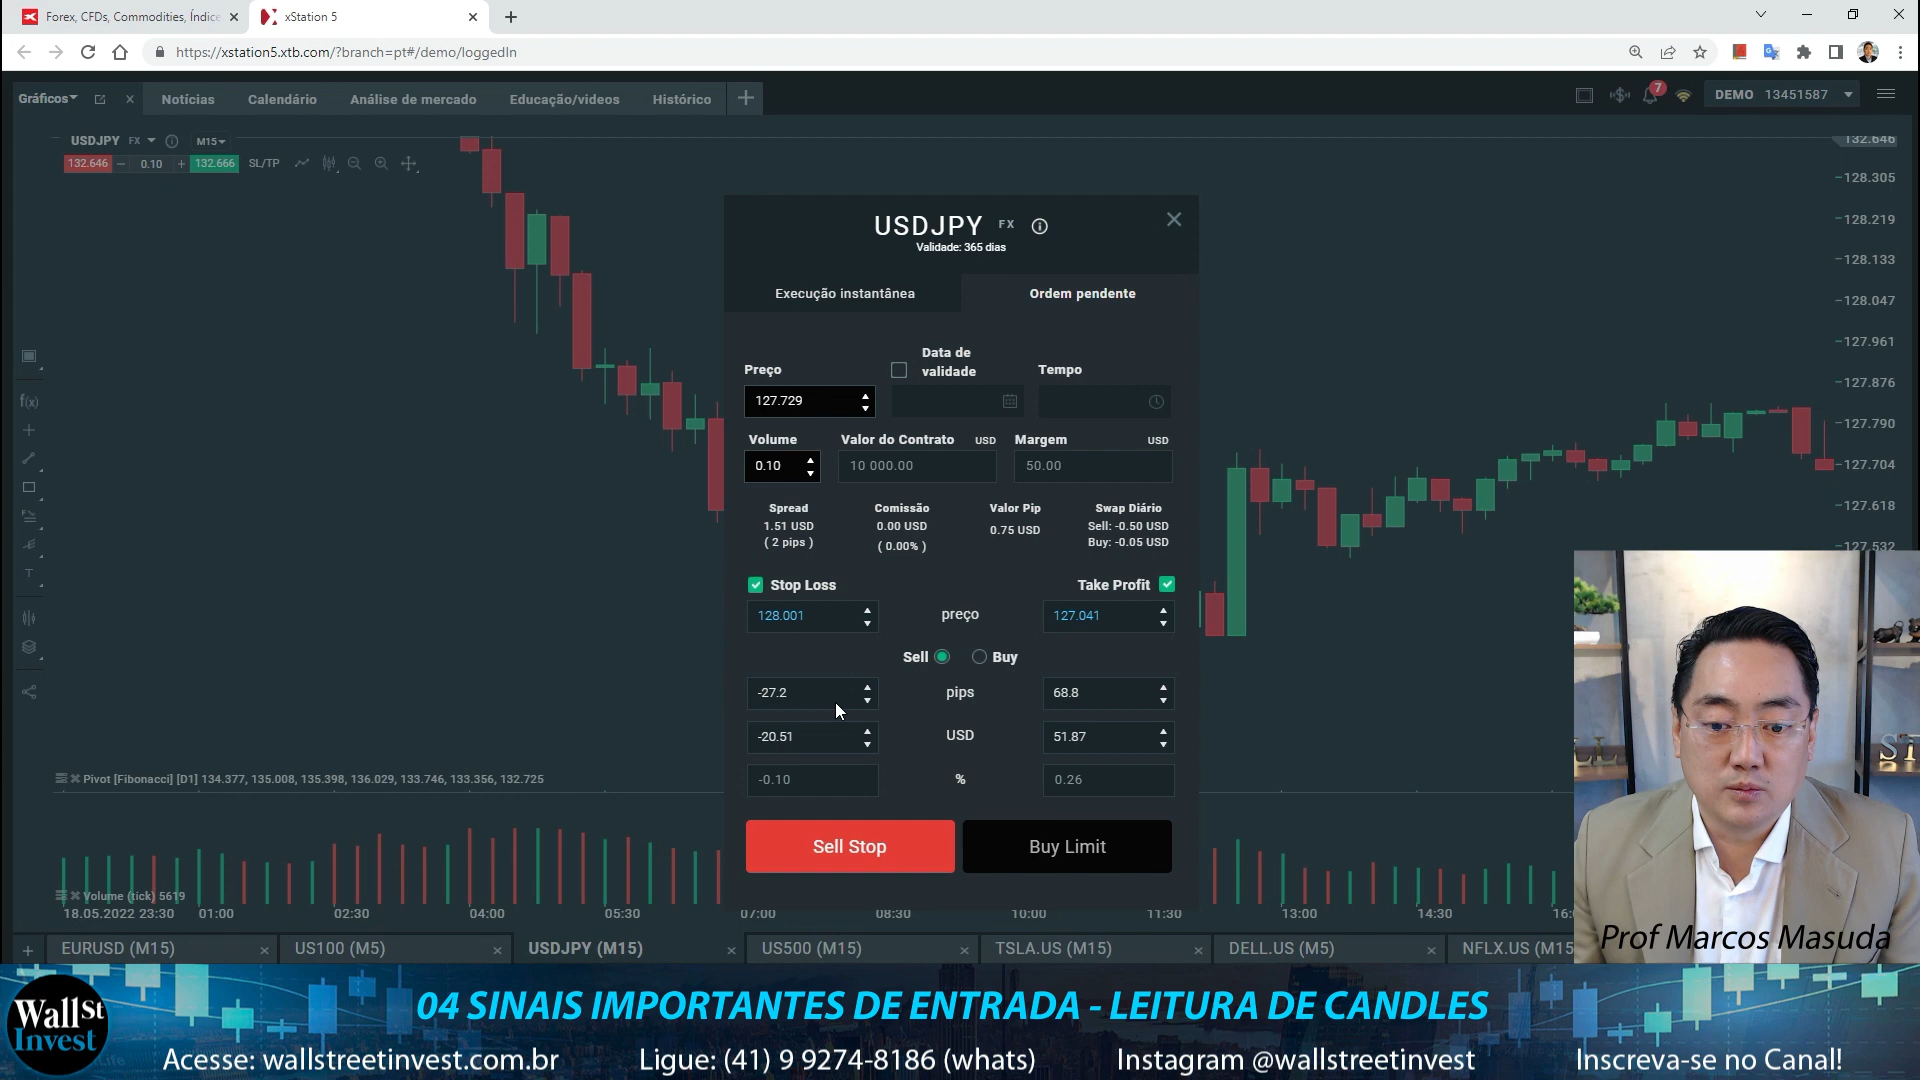 Forex, CFDs, Commodities, Índice
xStation 5
https://xstation5.xtb.com/?branch=pt#/demo/loggedIn
Gráficos
Notícias
Calendário
Análise de mercado
Educação/videos
Histórico
7
DEMO 13451587
USDJPY FX M15
132.646 0.10 132.666 SL/TP
132.646
128.305
128.219
128.133
128.047
127.961
127.876
127.790
127.704
127.618
127.532
USDJPY FX
Validade: 365 dias
Execução instantânea
Ordem pendente
Preço
Data de
validade
Tempo
127.729
Volume
Valor do Contrato USD
Margem USD
0.10
10 000.00
50.00
Spread
Comissão
Valor Pip
Swap Diário
1.51 USD
0.00 USD
0.75 USD
Sell: -0.50 USD
( 2 pips )
( 0.00% )
Buy: -0.05 USD
Stop Loss
Take Profit
128.001
preço
127.041
Sell
Buy
-27.2
pips
68.8
-20.51
USD
51.87
-0.10
%
0.26
Sell Stop
Buy Limit
Pivot [Fibonacci] [D1] 134.377, 135.008, 135.398, 136.029, 133.746, 133.356, 132.725
Volume (tick) 5619
18.05.2022 23:30
01:00
02:30
04:00
05:30
07:00
08:30
10:00
11:30
13:00
14:30
16:
EURUSD (M15)
US100 (M5)
USDJPY (M15)
US500 (M15)
TSLA.US (M15)
DELL.US (M5)
NFLX.US (M15
Prof Marcos Masuda
Wall St
Invest
04 SINAIS IMPORTANTES DE ENTRADA - LEITURA DE CANDLES
Acesse: wallstreetinvest.com.br
Ligue: (41) 9 9274-8186 (whats)
Instagram @wallstreetinvest
Inscreva-se no Canal!